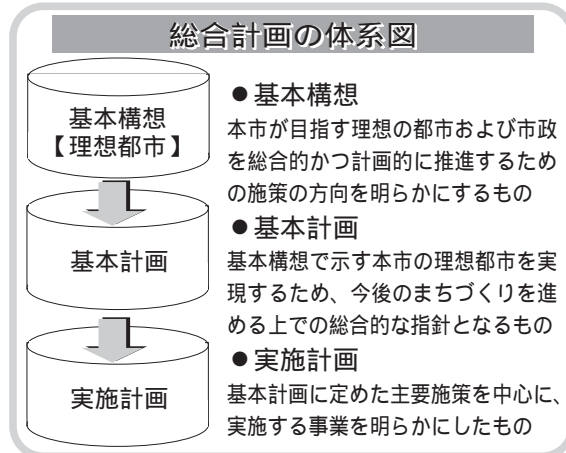 総合計画の体系図
基本構想
【理想都市】
基本計画
実施計画
●基本構想
本市が目指す理想の都市および市政
を総合的かつ計画的に推進するため
の施策の方向を明らかにするもの
●基本計画
基本構想で示す本市の理想都市を実
現するため、今後のまちづくりを進
める上での総合的な指針となるもの
●実施計画
基本計画に定めた主要施策を中心に、
実施する事業を明らかにしたもの